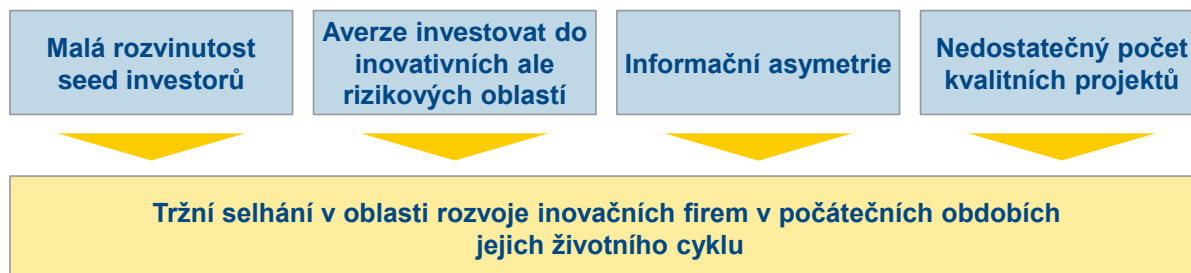 Malá rozvinutost
seed investorů
Averze investovat do
inovativních ale
rizikových oblastí
Informační asymetrie
Nedostatečný počet
kvalitních projektů
Tržní selhání v oblasti rozvoje inovačních firem v počátečních obdobích
jejich životního cyklu